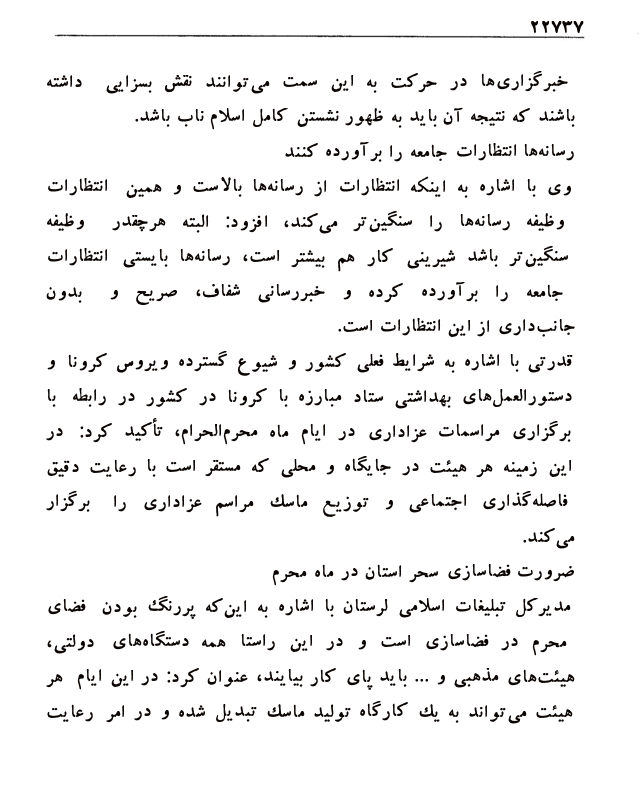 ۲۲۷۳۷
خبرگزاری‌ها در حرکت به این سمت می‌توانند نقش بسزایی داشته
باشند که نتیجه آن باید به ظهور نشستن کامل اسلام ناب باشد.
رسانه‌ها انتظارات جامعه را برآورده کنند
وی با اشاره به اینکه انتظارات از رسانه‌ها بالاست و همین انتظارات
وظیفه رسانه‌ها را سنگین‌تر می‌کند، افزود: البته هرچقدر وظیفه
سنگین‌تر باشد شیرینی کار هم بیشتر است، رسانه‌ها بایستی انتظارات
جامعه را برآورده کرده و خبررسانی شفاف، صریح و بدون
جانب‌داری از این انتظارات است.
قدرتی با اشاره به شرایط فعلی کشور و شیوع گسترده ویروس کرونا و
دستورالعمل‌های بهداشتی ستاد مبارزه با کرونا در کشور در رابطه با
برگزاری مراسمات عزاداری در ایام ماه محرم‌الحرام، تأکید کرد: در
این زمینه هر هیئت در جایگاه و محلی که مستقر است با رعایت دقیق
فاصله‌گذاری اجتماعی و توزیع ماسک مراسم عزاداری را برگزار
می‌کند.
ضرورت فضاسازی سحر استان در ماه محرم
مدیرکل تبلیغات اسلامی لرستان با اشاره به این‌که پررنگ بودن فضای
محرم در فضاسازی است و در این راستا همه دستگاه‌های دولتی،
هیئت‌های مذهبی و ... باید پای کار بیایند، عنوان کرد: در این ایام هر
هیئت می‌تواند به یک کارگاه تولید ماسک تبدیل شده و در امر رعایت